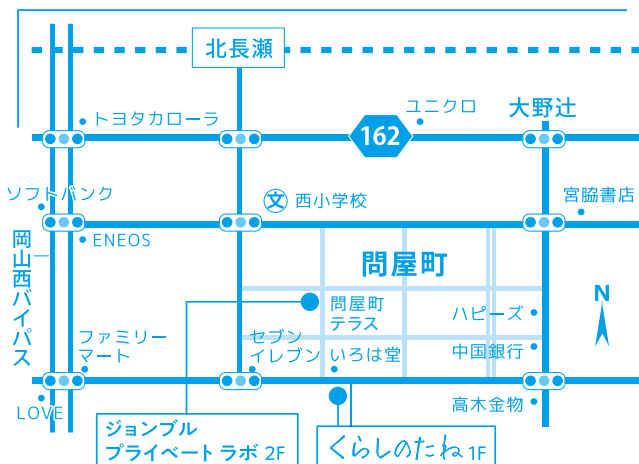 北長瀬
トヨタカローラ
162
ユニクロ
大野辻
ソフトバンク
文 西小学校
宮脇書店
ENEOS
岡山西バイパス
問屋町
N
問屋町
テラス
ハピーズ
ファミリー
マート
セブン
イレブン
いろは堂
中国銀行
LOVE
高木金物
ジョンブル
プライベート ラボ 2F
くらしのたね 1F